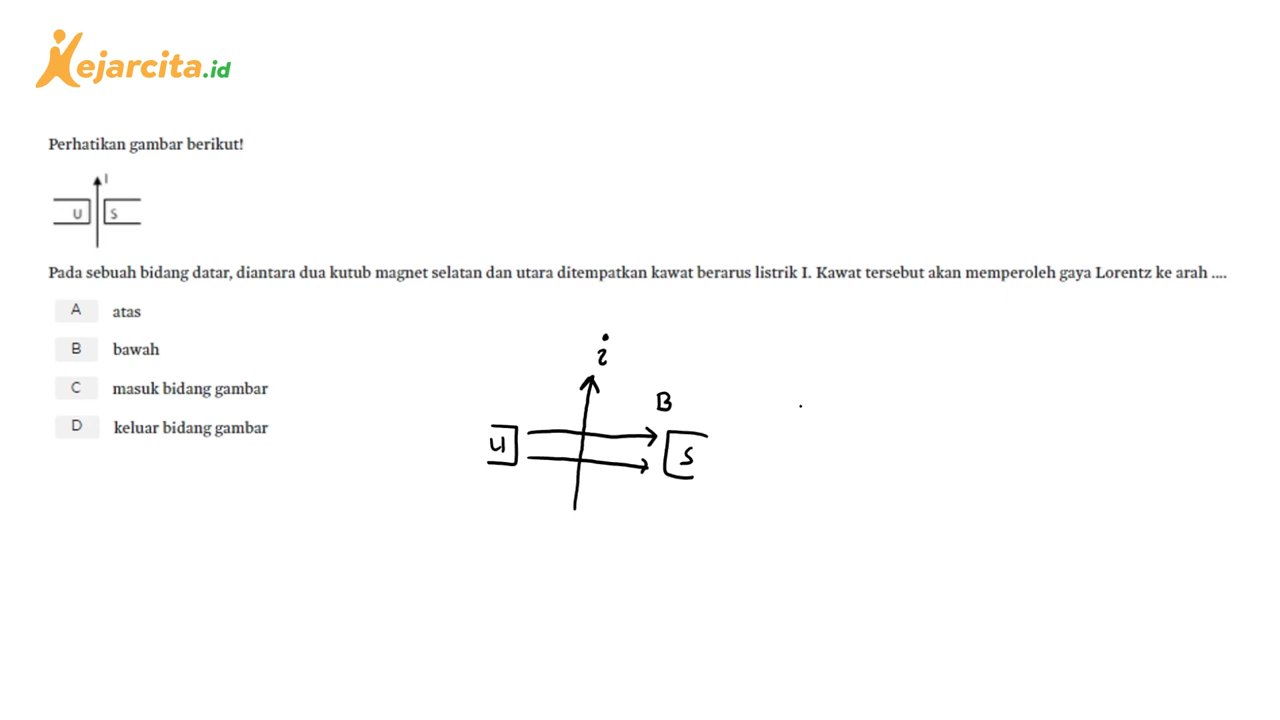 Kejarcita.id
Perhatikan gambar berikut!
I
U S
Pada sebuah bidang datar, diantara dua kutub magnet selatan dan utara ditempatkan kawat berarus listrik I. Kawat tersebut akan memperoleh gaya Lorentz ke arah ....
A atas
B bawah
C masuk bidang gambar
D keluar bidang gambar
i
B
U S